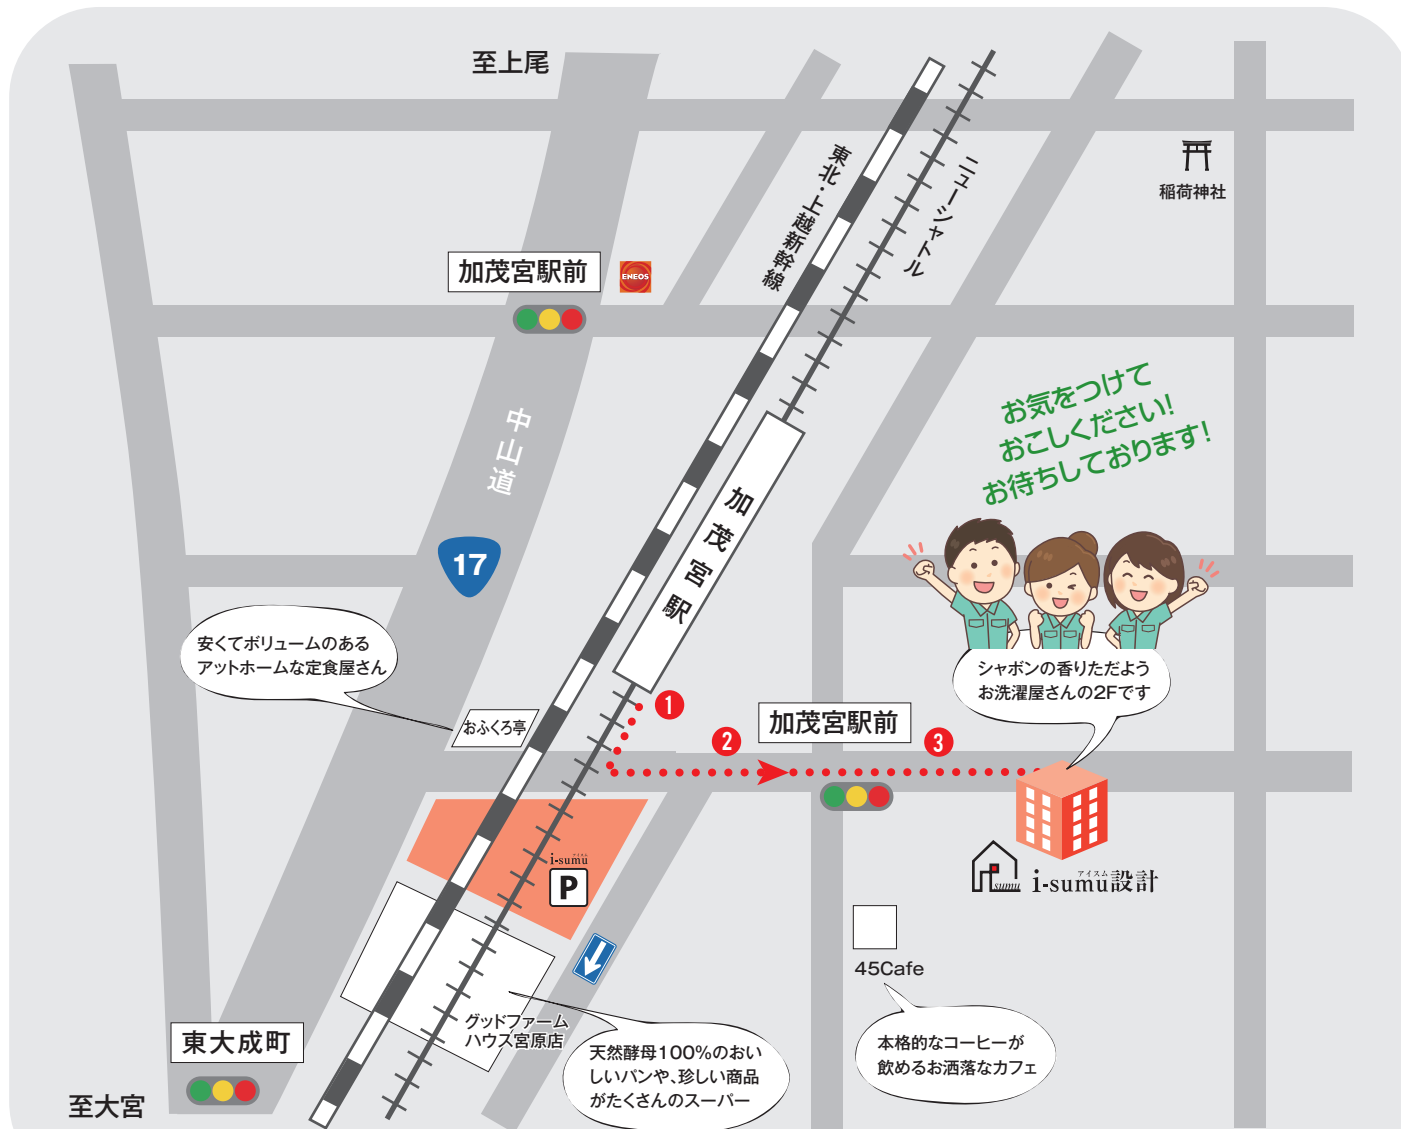 至上尾
東北・上越新幹線
ニューシャトル
稲荷神社
加茂宮駅前
ENEOS
中山道
お気をつけて
おこしください!
お待ちしております!
加茂宮駅
17
安くてボリュームのある
アットホームな定食屋さん
シャボンの香りただよう
お洗濯屋さんの2Fです
おふくろ亭
1
2
加茂宮駅前
3
アイスム
i-sumu
P
sumu
アイスム
i-sumu設計
45Cafe
グッドファーム
ハウス宮原店
東大成町
天然酵母100%のおい
しいパンや、珍しい商品
がたくさんのスーパー
本格的なコーヒーが
飲めるお洒落なカフェ
至大宮